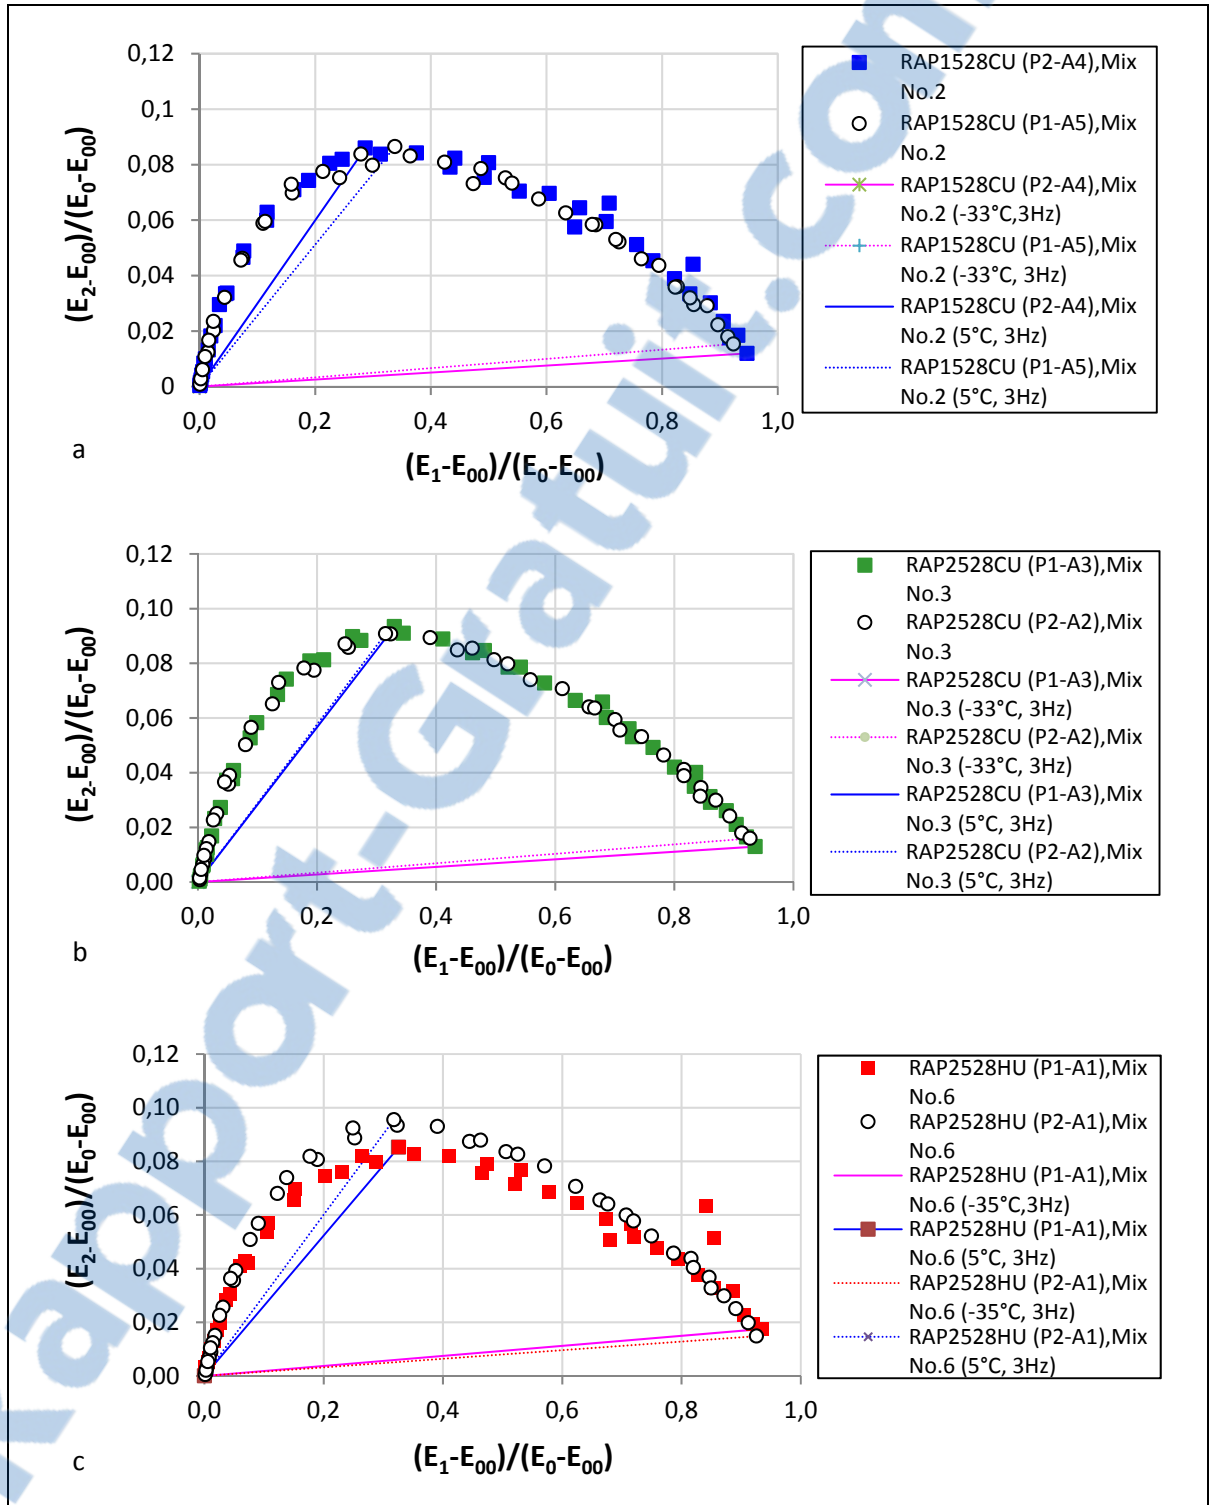 0,12
0,1
0,08
0,06
0,04
0,02
0
0,0
0,2
0,4
0,6
0,8
1,0
(E2-E00)/(E0-E00)
(E1-E00)/(E0-E00)
a
RAP1528CU (P2-A4),Mix
No.2
RAP1528CU (P1-A5),Mix
No.2
RAP1528CU (P2-A4),Mix
No.2 (-33°C,3Hz)
RAP1528CU (P1-A5),Mix
No.2 (-33°C, 3Hz)
RAP1528CU (P2-A4),Mix
No.2 (5°C, 3Hz)
RAP1528CU (P1-A5),Mix
No.2 (5°C, 3Hz)
0,12
0,10
0,08
0,06
0,04
0,02
0,00
0,0
0,2
0,4
0,6
0,8
1,0
(E2-E00)/(E0-E00)
(E1-E00)/(E0-E00)
b
RAP2528CU (P1-A3),Mix
No.3
RAP2528CU (P2-A2),Mix
No.3
RAP2528CU (P1-A3),Mix
No.3 (-33°C, 3Hz)
RAP2528CU (P2-A2),Mix
No.3 (-33°C, 3Hz)
RAP2528CU (P1-A3),Mix
No.3 (5°C, 3Hz)
RAP2528CU (P2-A2),Mix
No.3 (5°C, 3Hz)
0,12
0,10
0,08
0,06
0,04
0,02
0,00
0,0
0,2
0,4
0,6
0,8
1,0
(E2-E00)/(E0-E00)
(E1-E00)/(E0-E00)
c
RAP2528HU (P1-A1),Mix
No.6
RAP2528HU (P2-A1),Mix
No.6
RAP2528HU (P1-A1),Mix
No.6 (-35°C,3Hz)
RAP2528HU (P1-A1),Mix
No.6 (5°C, 3Hz)
RAP2528HU (P2-A1),Mix
No.6 (-35°C, 3Hz)
RAP2528HU (P2-A1),Mix
No.6 (5°C, 3Hz)
Rapport-Gratuit.com